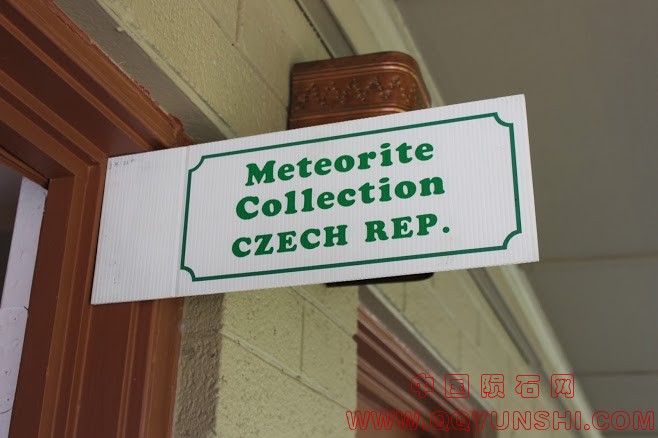 Meteorite
Collection
CZECH REP.
中国陨石网
WWW.QQYUNSHI.COM